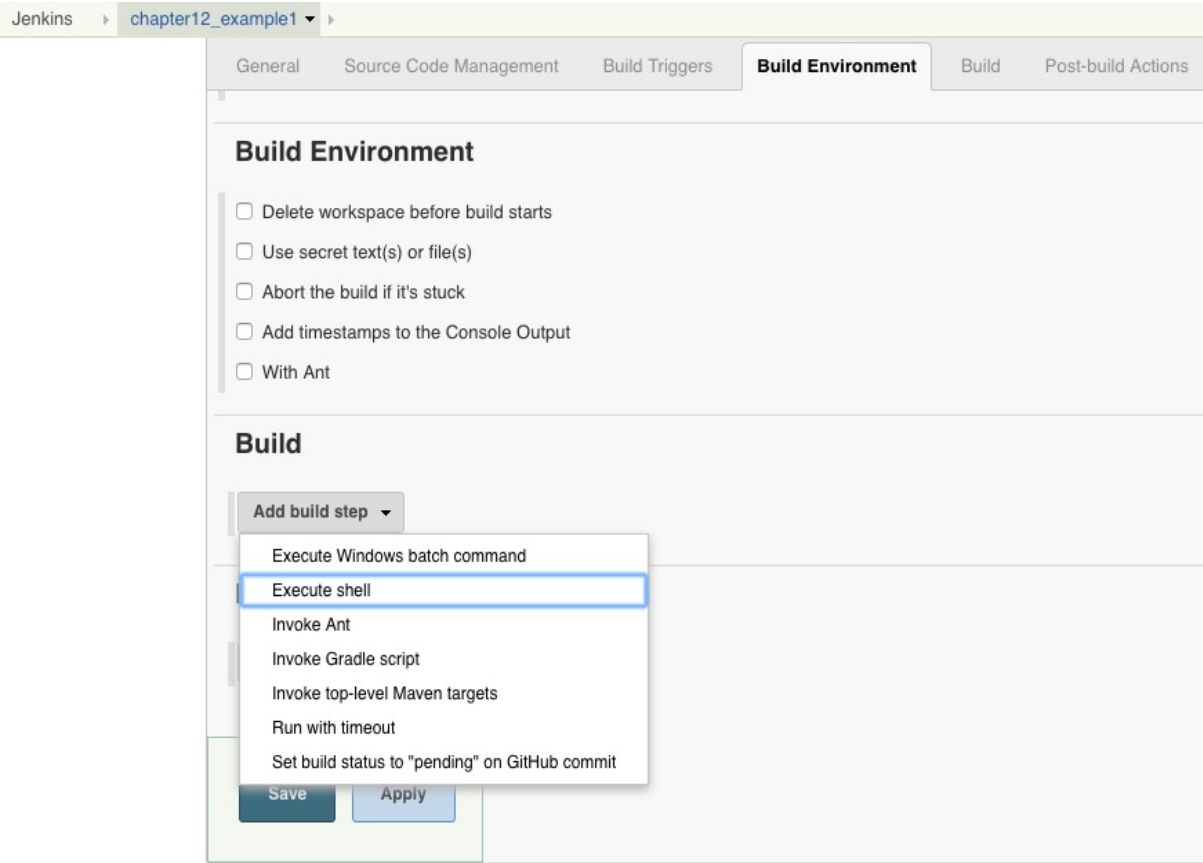 Jenkins chapter12_example1
General Source Code Management Build Triggers Build Environment Build Post-build Actions
Build Environment
Delete workspace before build starts
Use secret text(s) or file(s)
Abort the build if it's stuck
Add timestamps to the Console Output
With Ant
Build
Add build step
Execute Windows batch command
Execute shell
Invoke Ant
Invoke Gradle script
Invoke top-level Maven targets
Run with timeout
Set build status to "pending" on GitHub commit
Save Apply